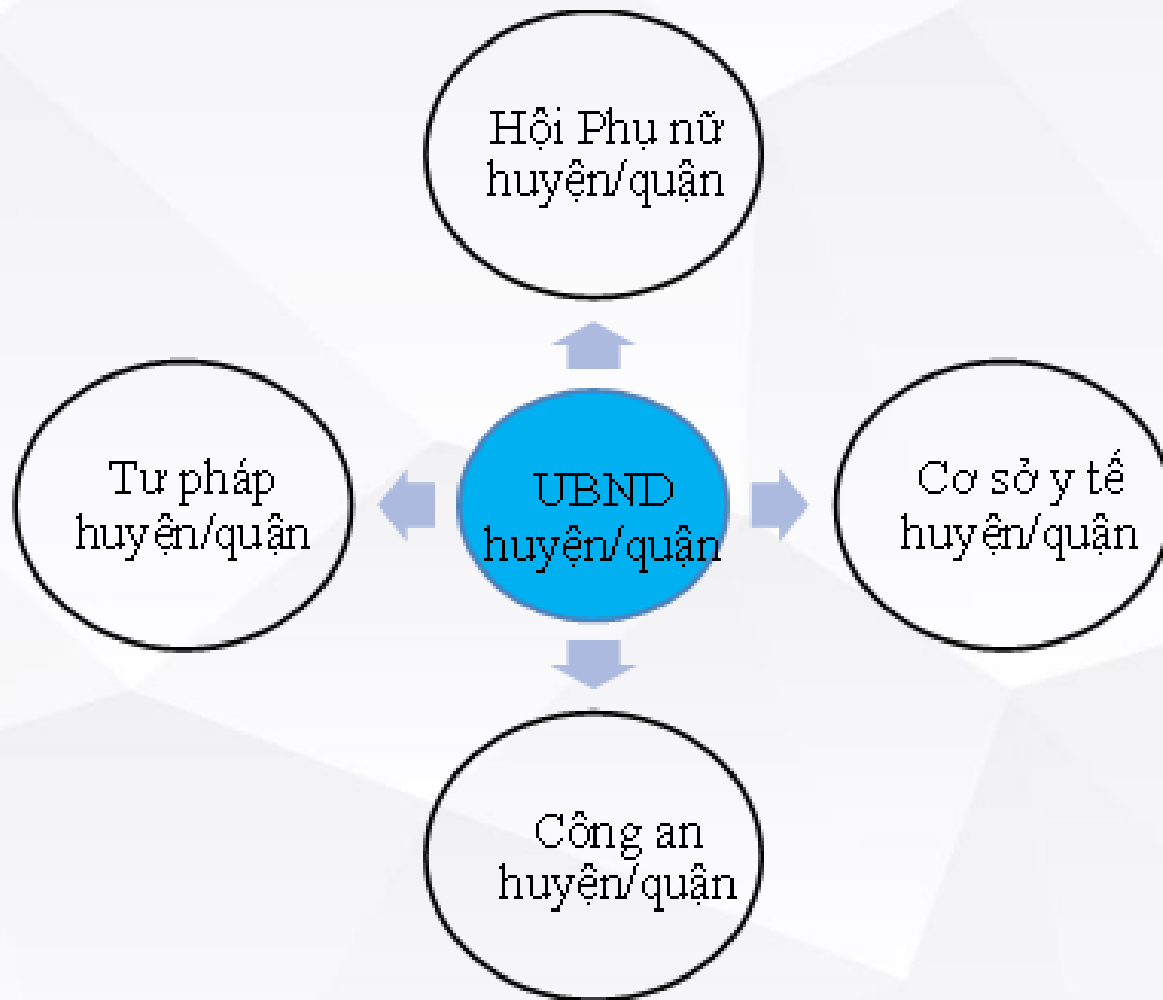 Hội Phụ nữ
huyện/quận
Tư pháp
huyện/quận
UBND
huyện/quận
Cơ sở y tế
huyện/quận
Công an
huyện/quận